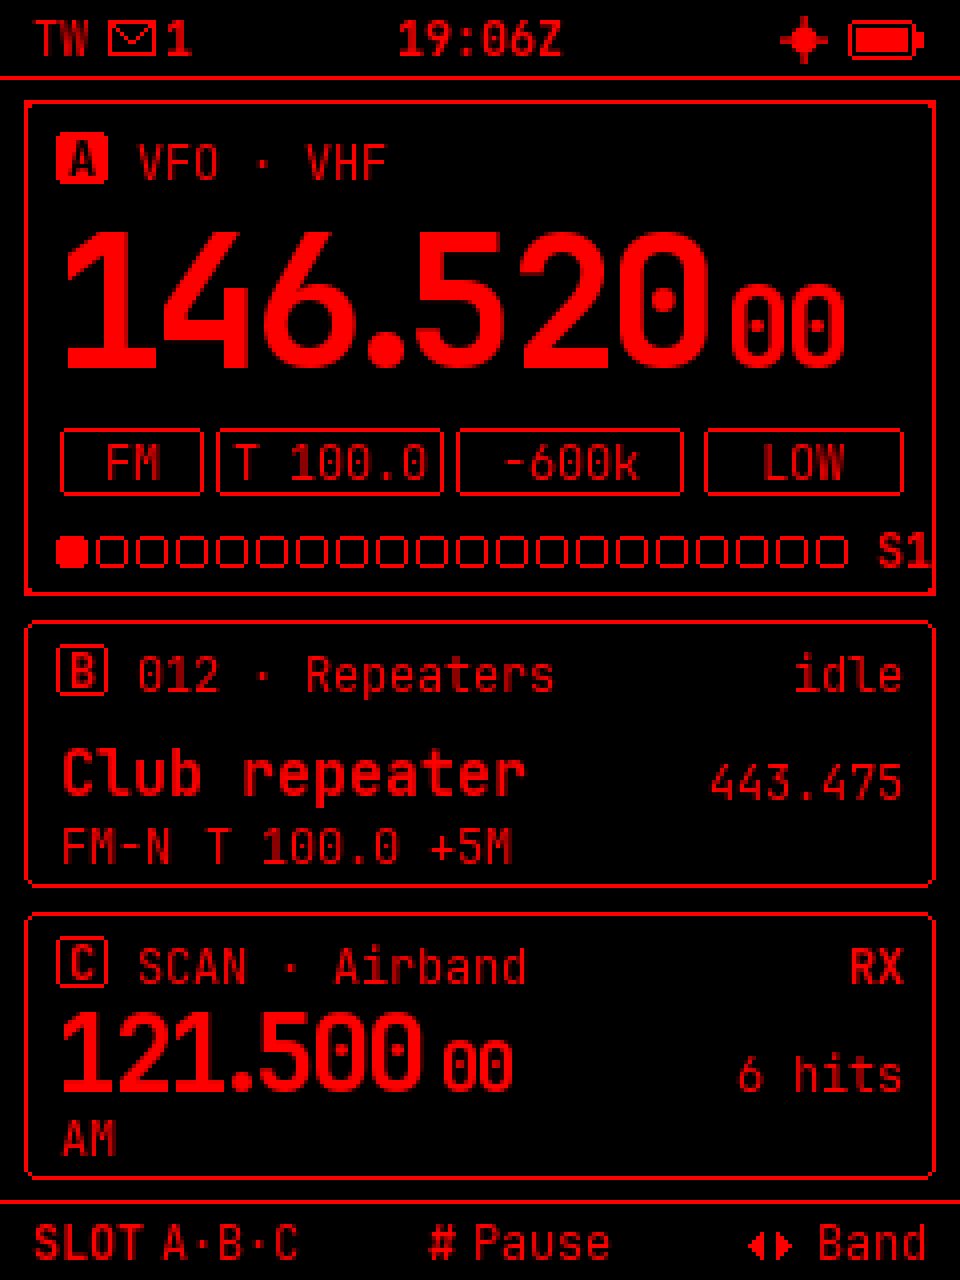 TW 1 19:06Z
A VFO · VHF
146.520 00
FM T 100.0 -600k LOW
S1
B 012 · Repeaters idle
Club repeater 443.475
FM-N T 100.0 +5M
C SCAN · Airband RX
121.500 00 6 hits
AM
SLOT A·B·C # Pause ◀▶ Band